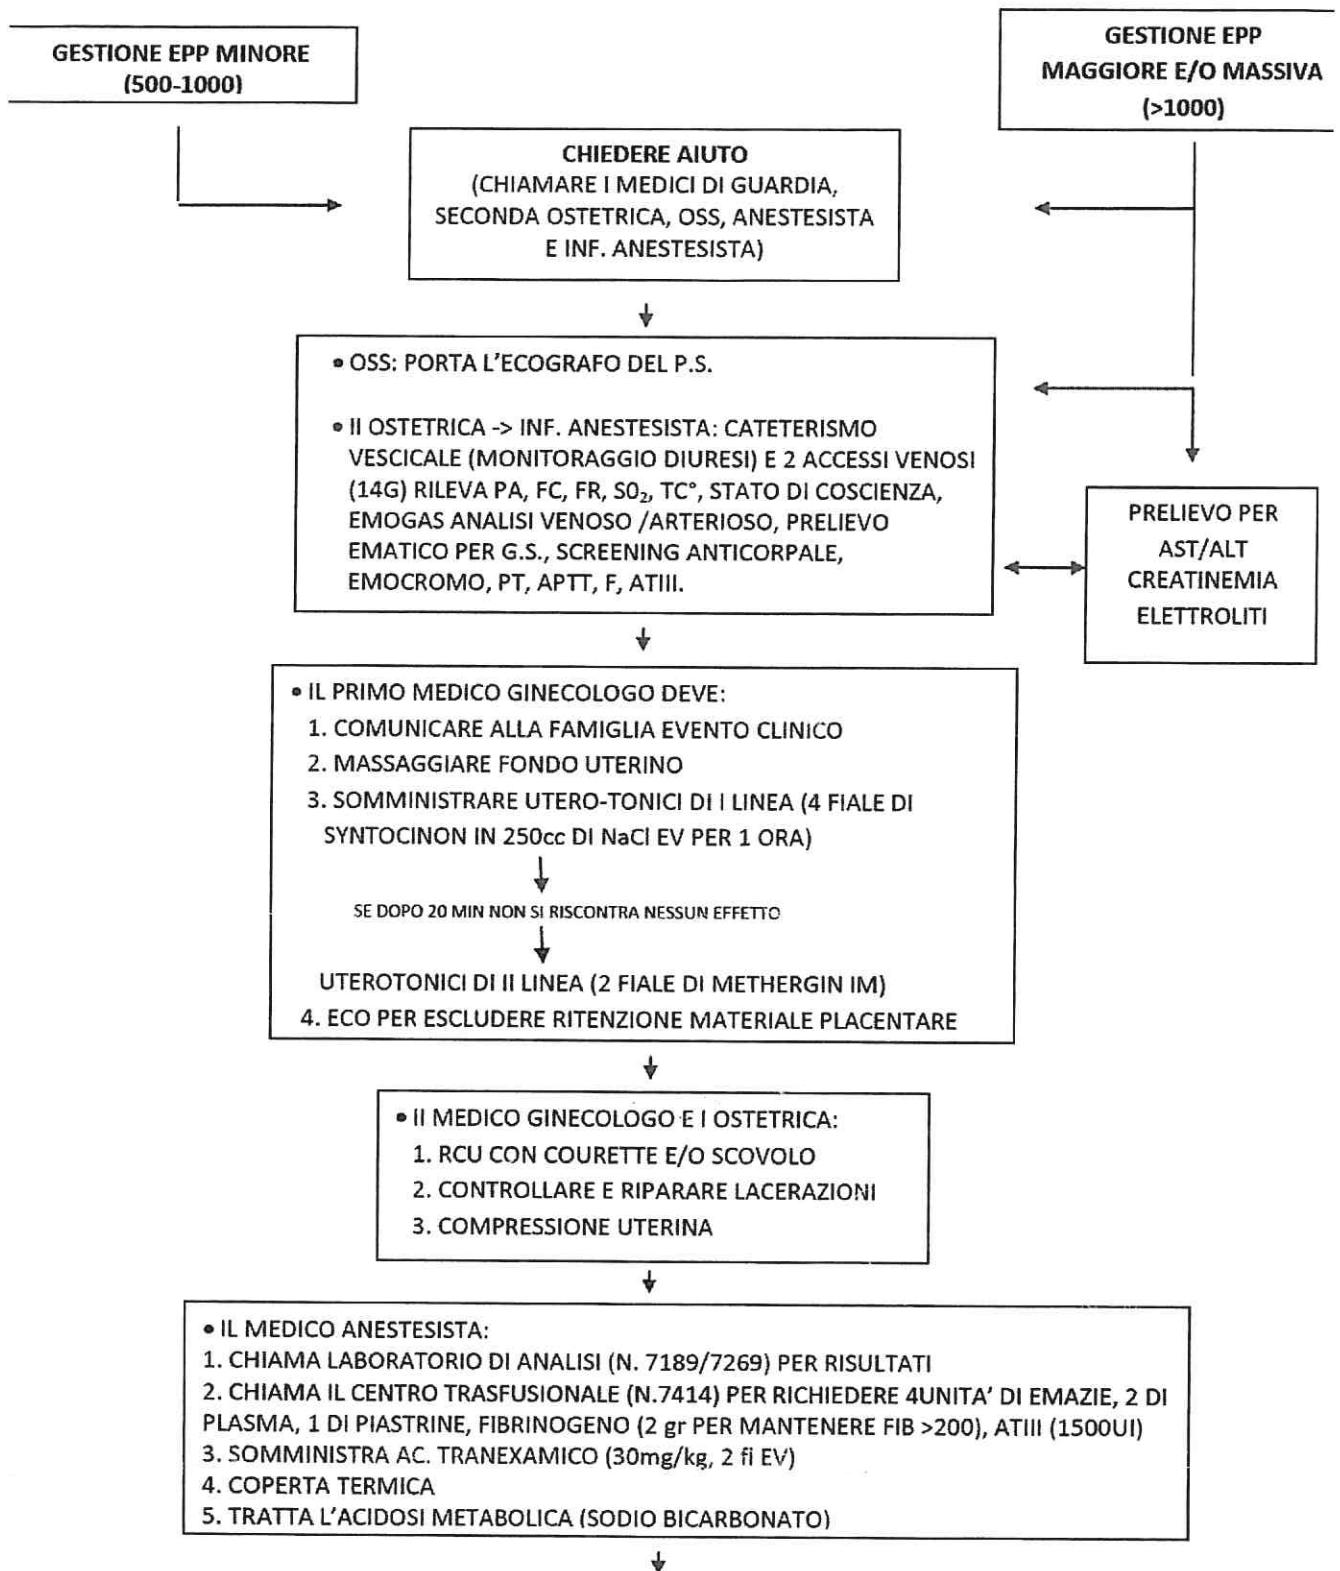 GESTIONE EPP MINORE
(500-1000)
GESTIONE EPP
MAGGIORE E/O MASSIVA
(>1000)
CHIEDERE AIUTO
(CHIAMARE I MEDICI DI GUARDIA,
SECONDA OSTETRICA, OSS, ANESTESISTA
E INF. ANESTESISTA)
• OSS: PORTA L'ECOGRAFO DEL P.S.
• II OSTETRICA -> INF. ANESTESISTA: CATETERISMO
VESCICALE (MONITORAGGIO DIURESI) E 2 ACCESSI VENOSI
(14G) RILEVA PA, FC, FR, S0₂, TC°, STATO DI COSCIENZA,
EMOGAS ANALISI VENOSO /ARTERIOSO, PRELIEVO
EMATICO PER G.S., SCREENING ANTICORPALE,
EMOCROMO, PT, APTT, F, ATIII.
PRELIEVO PER
AST/ALT
CREATINEMIA
ELETTROLITI
• IL PRIMO MEDICO GINECOLOGO DEVE:
1. COMUNICARE ALLA FAMIGLIA EVENTO CLINICO
2. MASSAGGIARE FONDO UTERINO
3. SOMMINISTRARE UTERO-TONICI DI I LINEA (4 FIALE DI
SYNTOCINON IN 250cc DI NaCl EV PER 1 ORA)
SE DOPO 20 MIN NON SI RISCONTRA NESSUN EFFETTO
UTEROTONICI DI II LINEA (2 FIALE DI METHERGIN IM)
4. ECO PER ESCLUDERE RITENZIONE MATERIALE PLACENTARE
• II MEDICO GINECOLOGO E I OSTETRICA:
1. RCU CON COURETTE E/O SCOVOLO
2. CONTROLLARE E RIPARARE LACERAZIONI
3. COMPRESSIONE UTERINA
• IL MEDICO ANESTESISTA:
1. CHIAMA LABORATORIO DI ANALISI (N. 7189/7269) PER RISULTATI
2. CHIAMA IL CENTRO TRASFUSIONALE (N.7414) PER RICHIEDERE 4UNITA' DI EMAZIE, 2 DI
PLASMA, 1 DI PIASTRINE, FIBRINOGENO (2 gr PER MANTENERE FIB >200), ATIII (1500UI)
3. SOMMINISTRA AC. TRANEXAMICO (30mg/kg, 2 fl EV)
4. COPERTA TERMICA
5. TRATTA L'ACIDOSI METABOLICA (SODIO BICARBONATO)